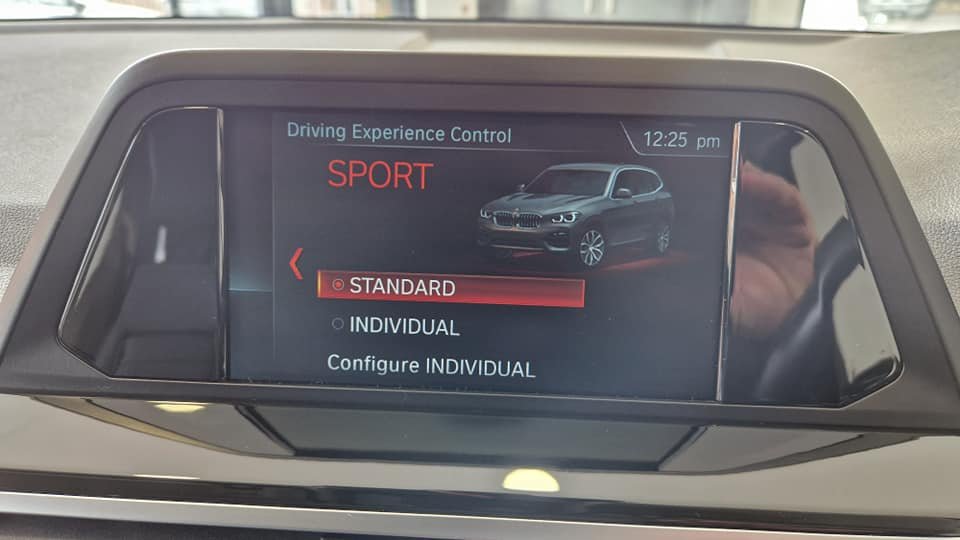 Driving Experience Control
12:25 pm
SPORT
STANDARD
INDIVIDUAL
Configure INDIVIDUAL